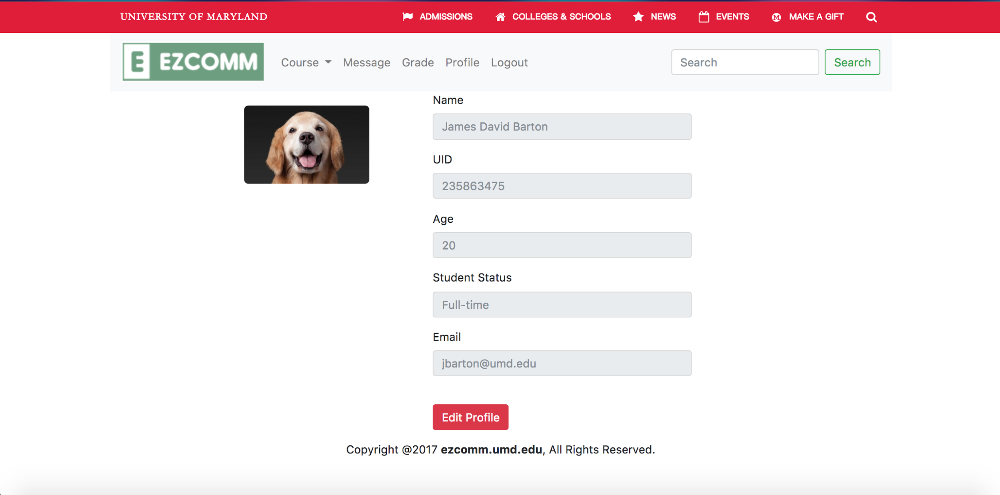 UNIVERSITY OF MARYLAND ADMISSIONS COLLEGES & SCHOOLS NEWS EVENTS M MAKE A GIFT
E EZCOMM Course Message Grade Profile Logout Search Search
Name
James David Barton
UID
235863475
Age
20
Student Status
Full-time
Email
jbarton@umd.edu
Edit Profile
Copyright @2017 ezcomm.umd.edu, All Rights Reserved.